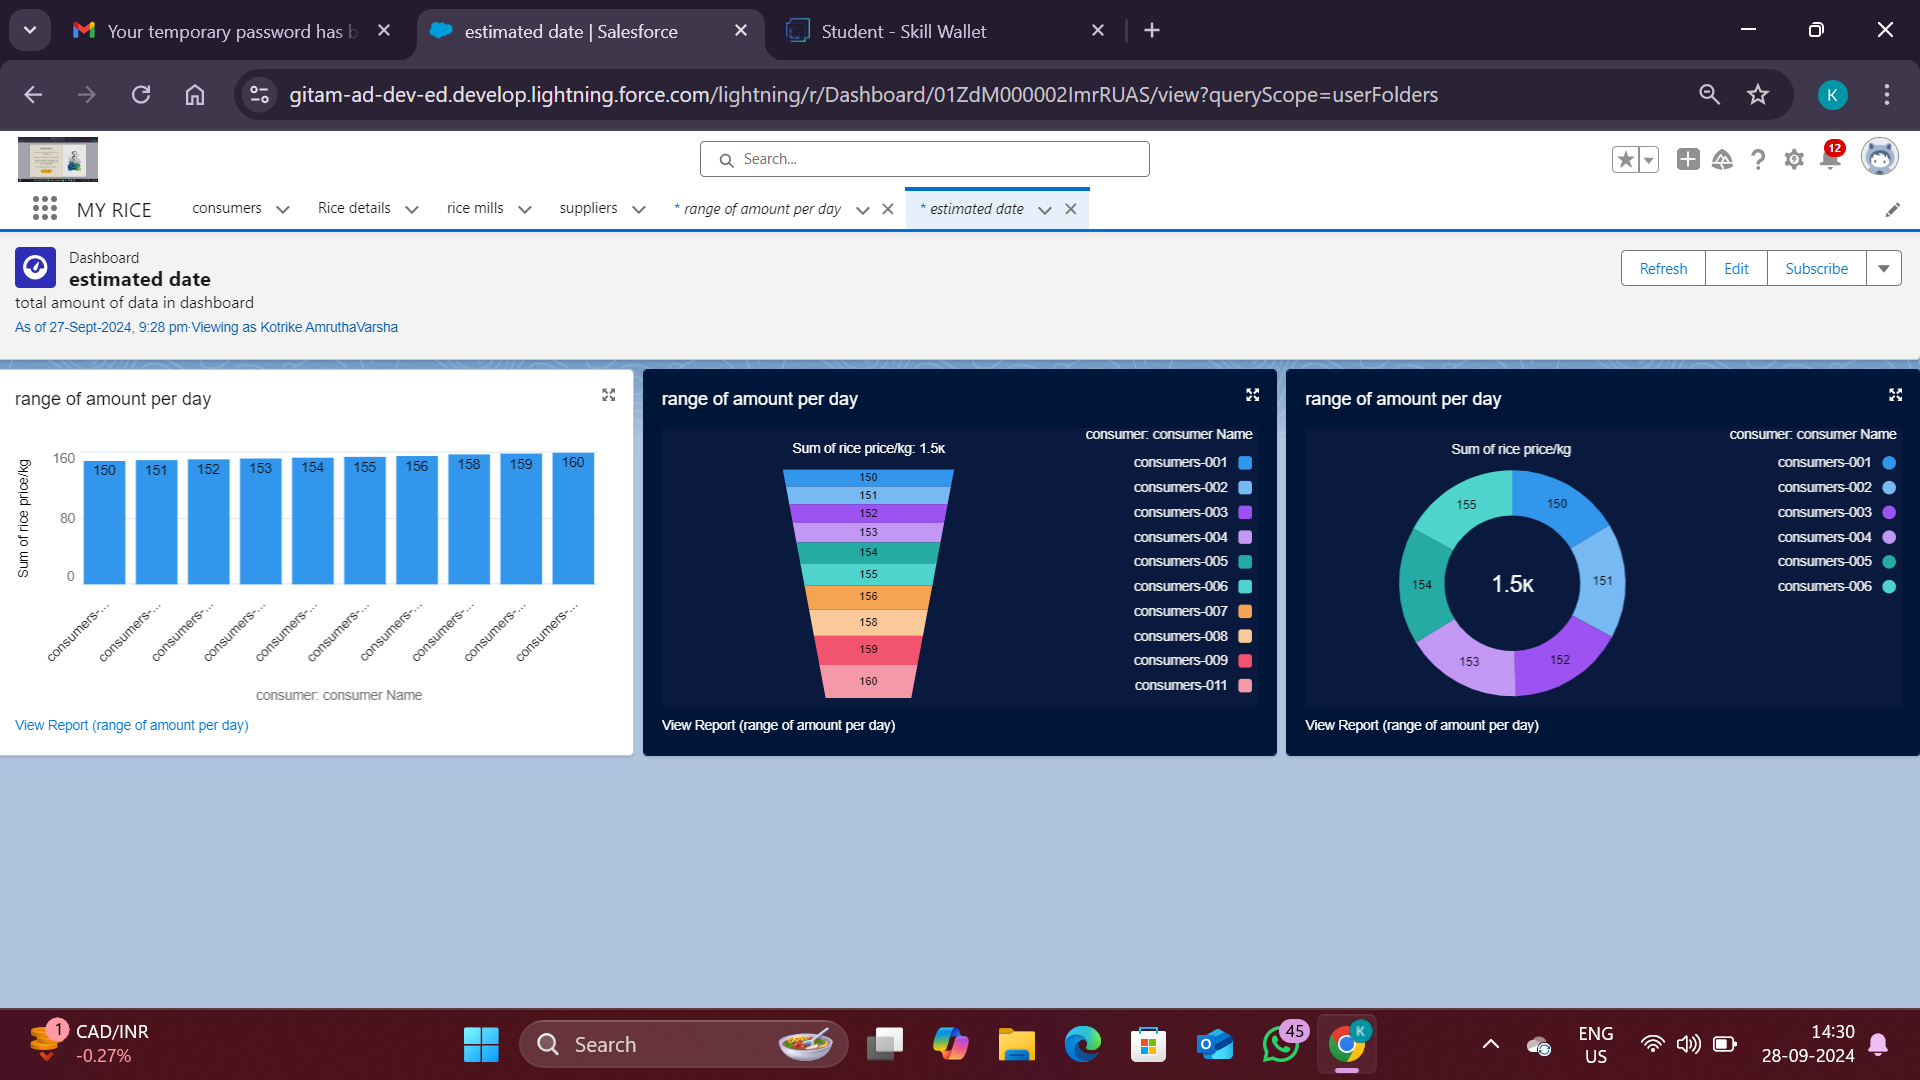 Your temporary password has b
estimated date | Salesforce
Student - Skill Wallet
gitam-ad-dev-ed.develop.lightning.force.com/lightning/r/Dashboard/01ZdM000002ImrRUAS/view?queryScope=userFolders
K
Search...
12
MY RICE
consumers
Rice details
rice mills
suppliers
* range of amount per day
* estimated date
Dashboard
estimated date
total amount of data in dashboard
As of 27-Sept-2024, 9:28 pm·Viewing as Kotrike AmruthaVarsha
Refresh
Edit
Subscribe
range of amount per day
Sum of rice price/kg
160
80
0
150
151
152
153
154
155
156
158
159
160
consumers-...
consumers-...
consumers-...
consumers-...
consumers-...
consumers-...
consumers-...
consumers-...
consumers-...
consumers-...
consumer: consumer Name
View Report (range of amount per day)
range of amount per day
Sum of rice price/kg: 1.5K
150
151
152
153
154
155
156
158
159
160
consumer: consumer Name
consumers-001
consumers-002
consumers-003
consumers-004
consumers-005
consumers-006
consumers-007
consumers-008
consumers-009
consumers-011
View Report (range of amount per day)
range of amount per day
Sum of rice price/kg
155
150
154
1.5K
151
153
152
consumer: consumer Name
consumers-001
consumers-002
consumers-003
consumers-004
consumers-005
consumers-006
View Report (range of amount per day)
1
CAD/INR
-0.27%
Search
45
K
ENG
US
14:30
28-09-2024